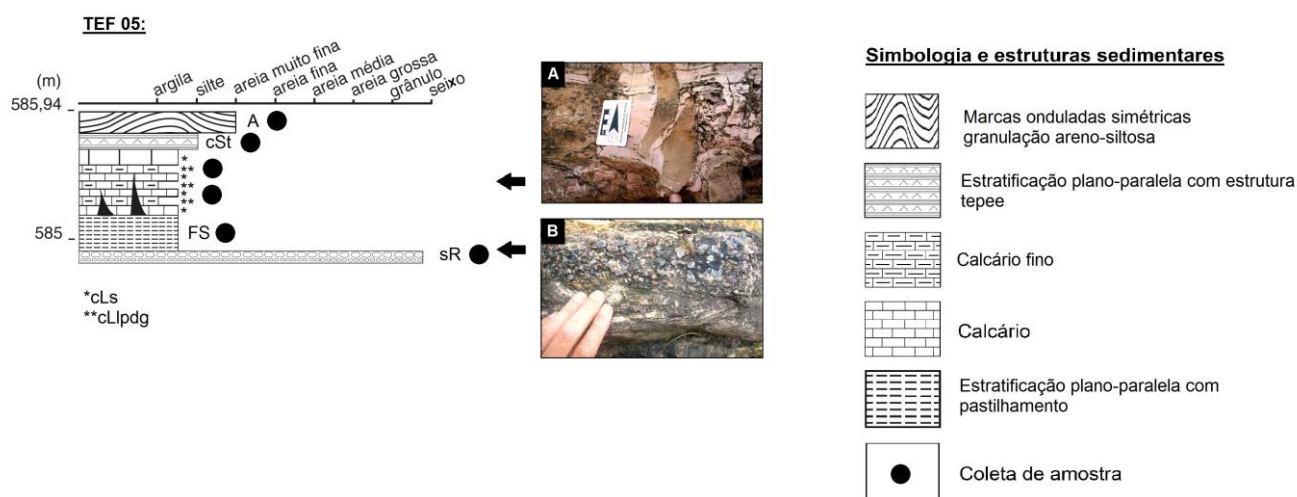 TEF 05:
(m)
argila
silte
areia muito fina
areia fina
areia média
areia grossa
grânulo
seixo
585,94
A
cSt
*
**
*
**
*
**
*
585
FS
sR
*cLs
**cLlpdg
A
B
Simbologia e estruturas sedimentares
Marcas onduladas simétricas
granulação areno-siltosa
Estratificação plano-paralela com estrutura
tepee
Calcário fino
Calcário
Estratificação plano-paralela com
pastilhamento
Coleta de amostra